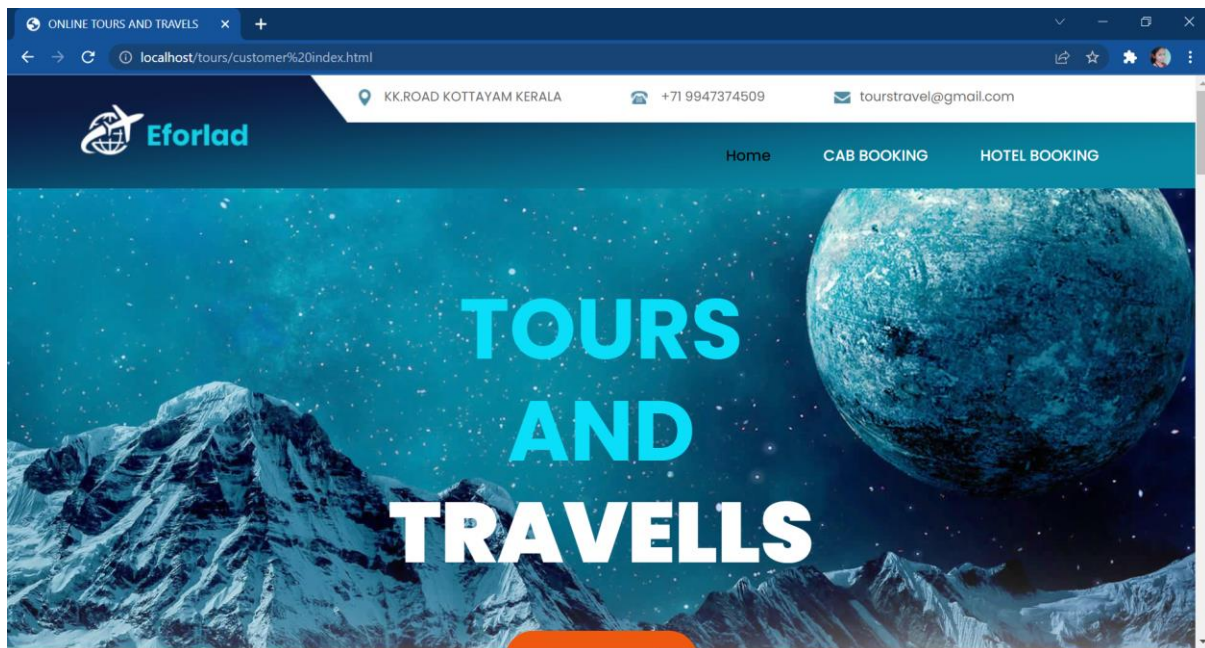 ONLINE TOURS AND TRAVELS
localhost/tours/customer%20index.html
KK.ROAD KOTTAYAM KERALA
+71 9947374509
tourstravel@gmail.com
Eforlad
Home
CAB BOOKING
HOTEL BOOKING
TOURS
AND
TRAVELLS